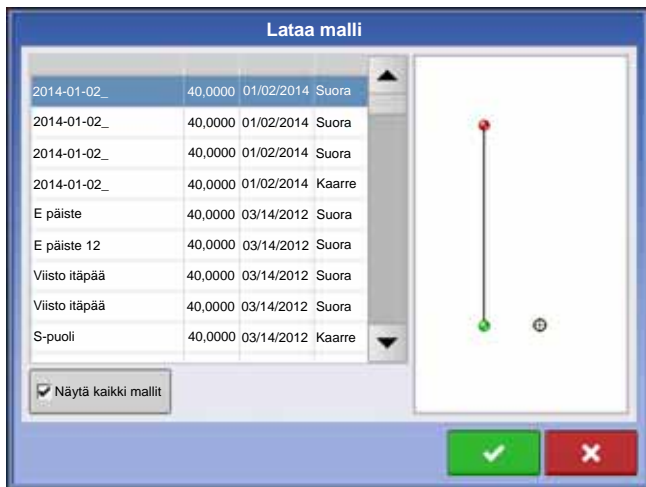 Lataa malli
2014-01-02_ 40,0000 01/02/2014 Suora
2014-01-02_ 40,0000 01/02/2014 Suora
2014-01-02_ 40,0000 01/02/2014 Suora
2014-01-02_ 40,0000 01/02/2014 Kaarre
E päiste 40,0000 03/14/2012 Suora
E päiste 12 40,0000 03/14/2012 Suora
Viisto itäpää 40,0000 03/14/2012 Suora
Viisto itäpää 40,0000 03/14/2012 Suora
S-puoli 40,0000 03/14/2012 Kaarre
Näytä kaikki mallit